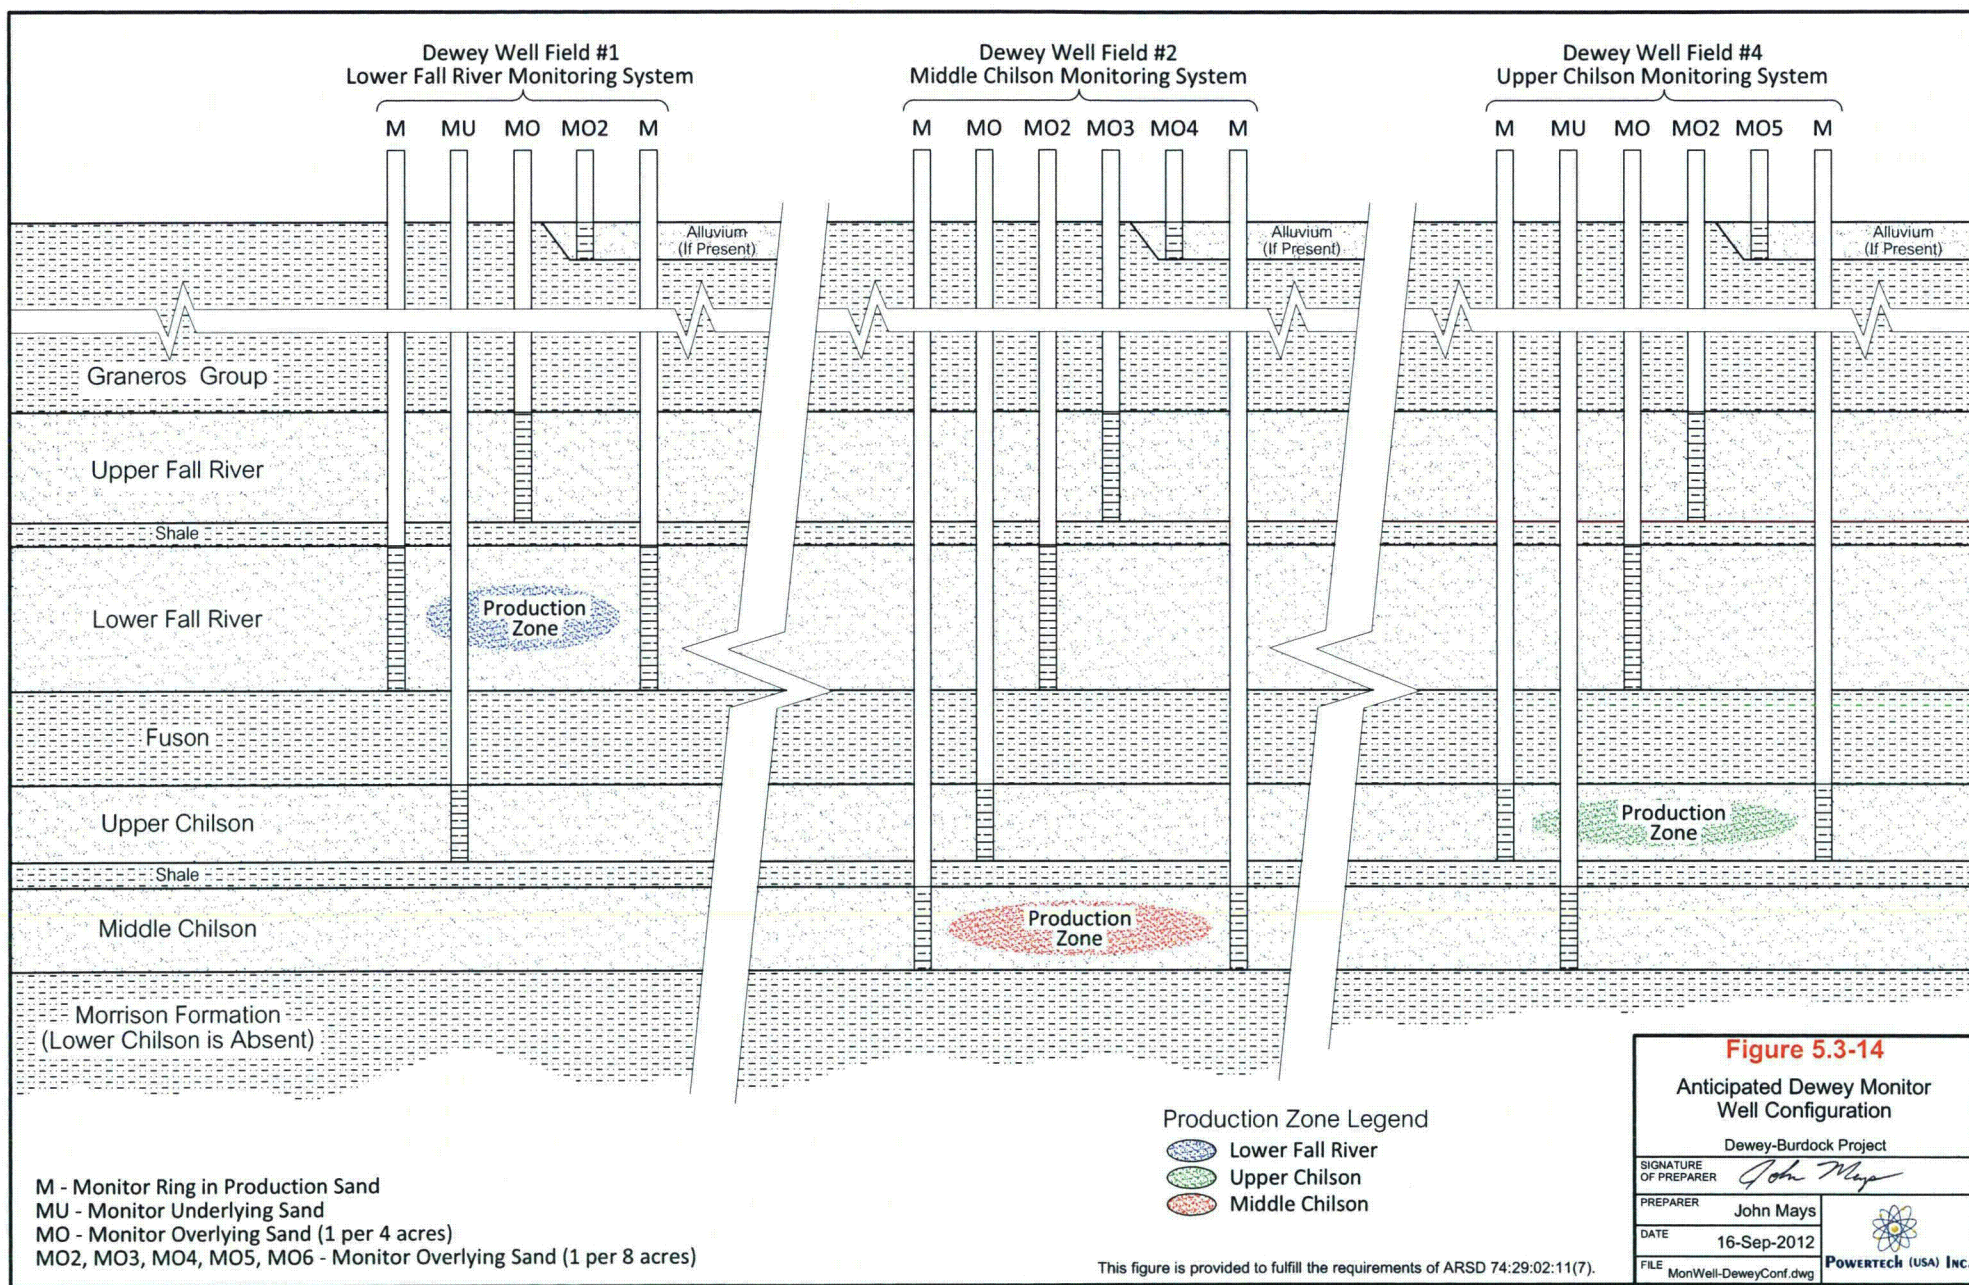 Dewey Well Field #1
Lower Fall River Monitoring System
M MU MO MO2 M
Dewey Well Field #2
Middle Chilson Monitoring System
M MO MO2 MO3 MO4 M
Dewey Well Field #4
Upper Chilson Monitoring System
M MU MO MO2 MO5 M
Alluvium
(If Present)
Alluvium
(If Present)
Alluvium
(If Present)
Graneros Group
Upper Fall River
Shale
Lower Fall River
Production
Zone
Fuson
Upper Chilson
Production
Zone
Shale
Middle Chilson
Production
Zone
Morrison Formation
(Lower Chilson is Absent)
M - Monitor Ring in Production Sand
MU - Monitor Underlying Sand
MO - Monitor Overlying Sand (1 per 4 acres)
MO2, MO3, MO4, MO5, MO6 - Monitor Overlying Sand (1 per 8 acres)
Production Zone Legend
Lower Fall River
Upper Chilson
Middle Chilson
This figure is provided to fulfill the requirements of ARSD 74:29:02:11(7).
Figure 5.3-14
Anticipated Dewey Monitor
Well Configuration
Dewey-Burdock Project
SIGNATURE
OF PREPARER
John Mays
PREPARER
John Mays
DATE
16-Sep-2012
FILE
MonWell-DeweyConf.dwg
POWERTECH (USA) INC.